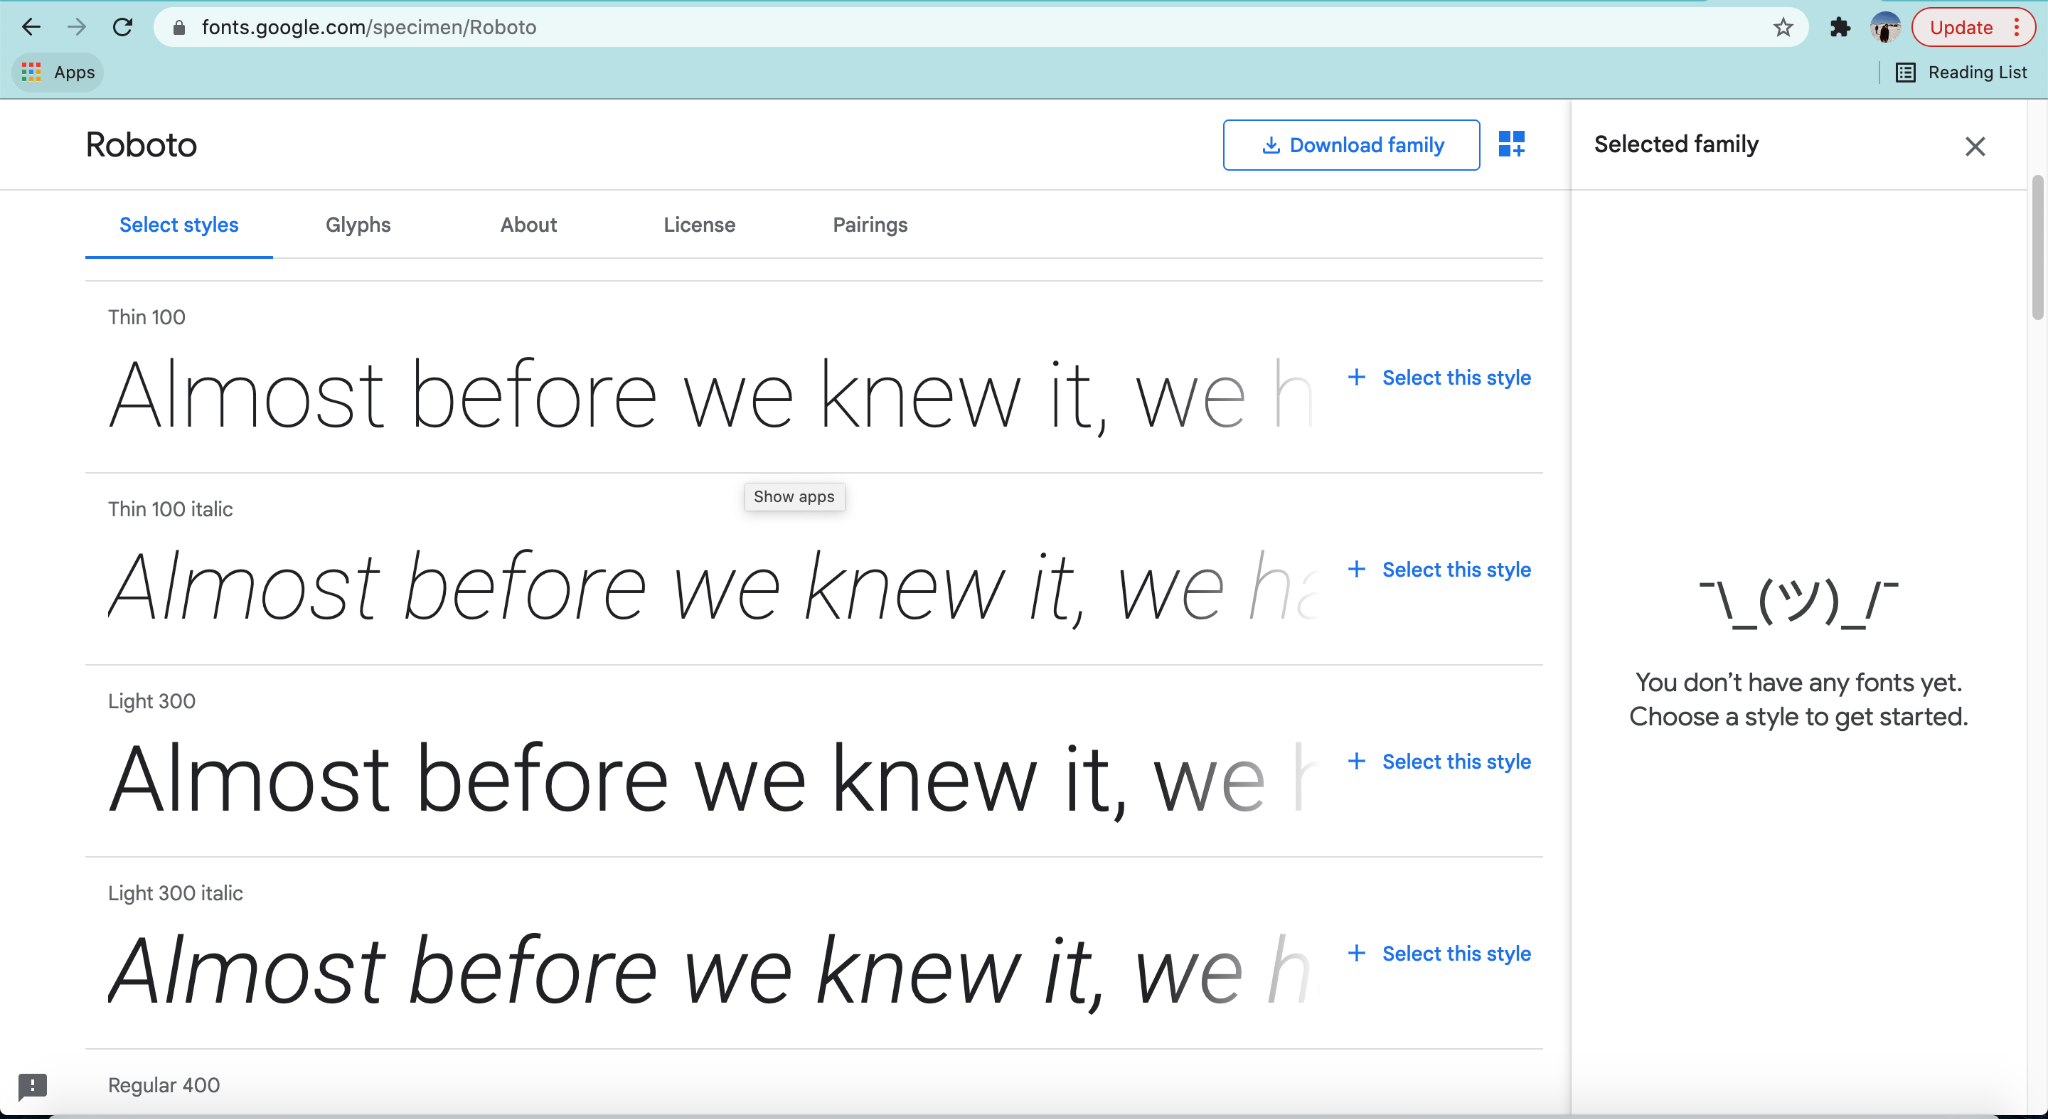 fonts.google.com/specimen/Roboto
Update
Apps
Reading List
Roboto
Download family
Selected family
Select styles
Glyphs
About
License
Pairings
Thin 100
Almost before we knew it, we h
Select this style
Show apps
Thin 100 italic
Almost before we knew it, we ha
Select this style
¯\_(ツ)_/¯
You don’t have any fonts yet.
Choose a style to get started.
Light 300
Almost before we knew it, we h
Select this style
Light 300 italic
Almost before we knew it, we h
Select this style
Regular 400